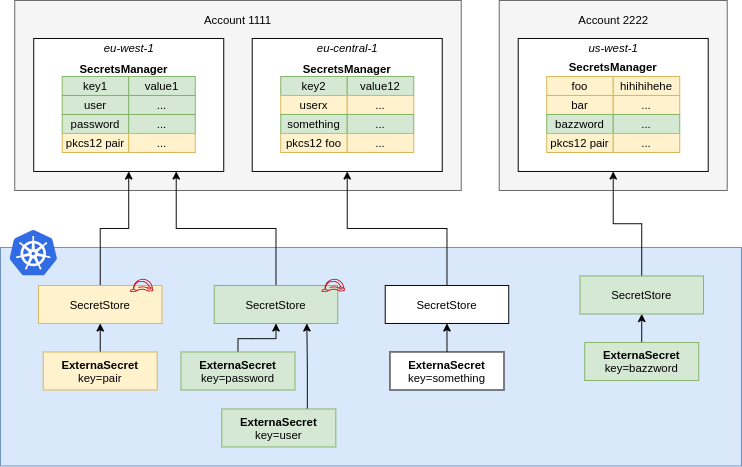 Account 1111
eu-west-1
SecretsManager
key1 value1
user ...
password ...
pkcs12 pair ...
eu-central-1
SecretsManager
key2 value12
userx ...
something ...
pkcs12 foo ...
Account 2222
us-west-1
SecretsManager
foo hihihihehe
bar ...
bazzword ...
pkcs12 pair ...
SecretStore
SecretStore
SecretStore
SecretStore
ExternaSecret
key=pair
ExternaSecret
key=password
ExternaSecret
key=something
ExternaSecret
key=bazzword
ExternaSecret
key=user